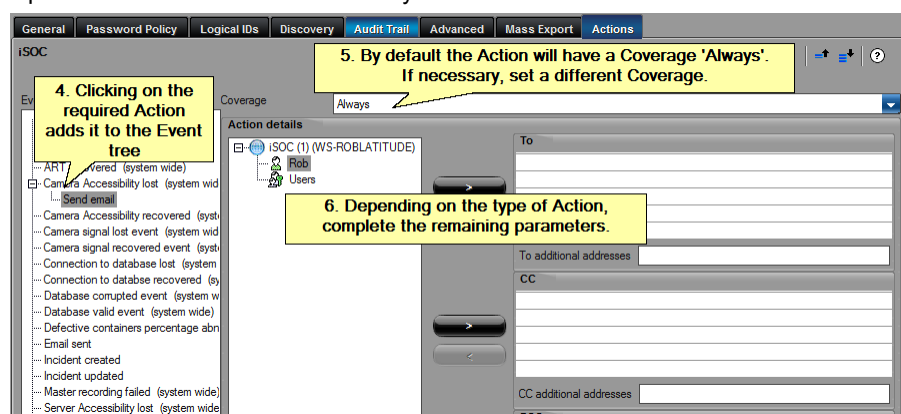 General Password Policy Logical IDs Discovery Audit Trail Advanced Mass Export Actions
iSOC
5. By default the Action will have a Coverage 'Always'.
If necessary, set a different Coverage.
4. Clicking on the
required Action
adds it to the Event
tree
Coverage
Always
Action details
iSOC (1) (WS-ROBLATITUDE)
Rob
Users
(system wide)
Camera Accessibility lost (system wid
Send email
Camera Accessibility recovered (syst
Camera signal lost event (system wid
Camera signal recovered event (syst
Connection to database lost (system
Connection to databse recovered (sy
Database corrupted event (system w
Database valid event (system wide)
Defective containers percentage abn
Email sent
Incident created
Incident updated
Master recording failed (system wide)
Server Accessibility lost (system wide
>
6. Depending on the type of Action,
complete the remaining parameters.
To
To additional addresses
CC
>
<
CC additional addresses